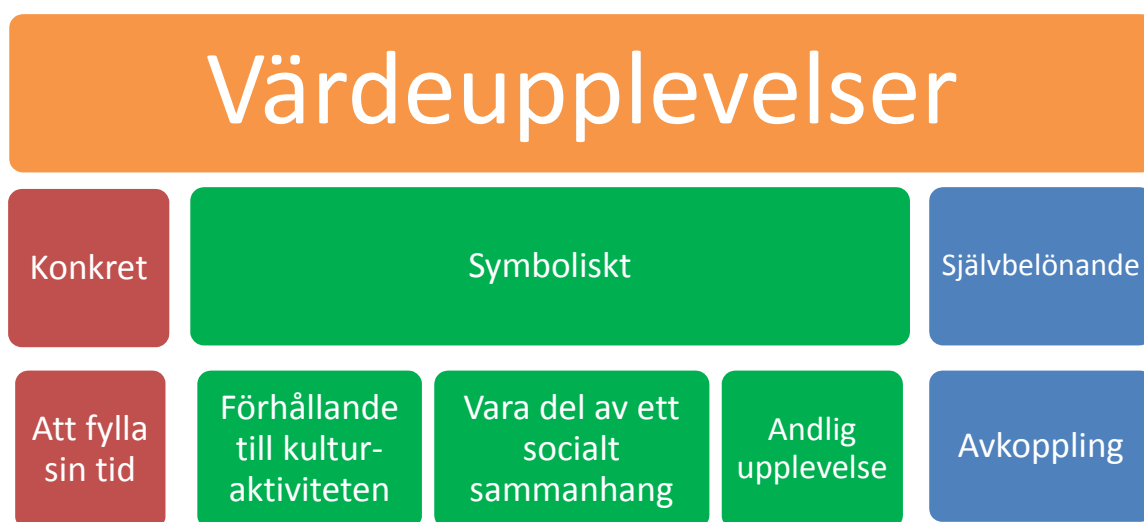 Värdeupplevelser
Konkret
Symboliskt
Självbelönande
Att fylla
sin tid
Förhållande
till kultur-
aktiviteten
Vara del av ett
socialt
sammanhang
Andlig
upplevelse
Avkoppling